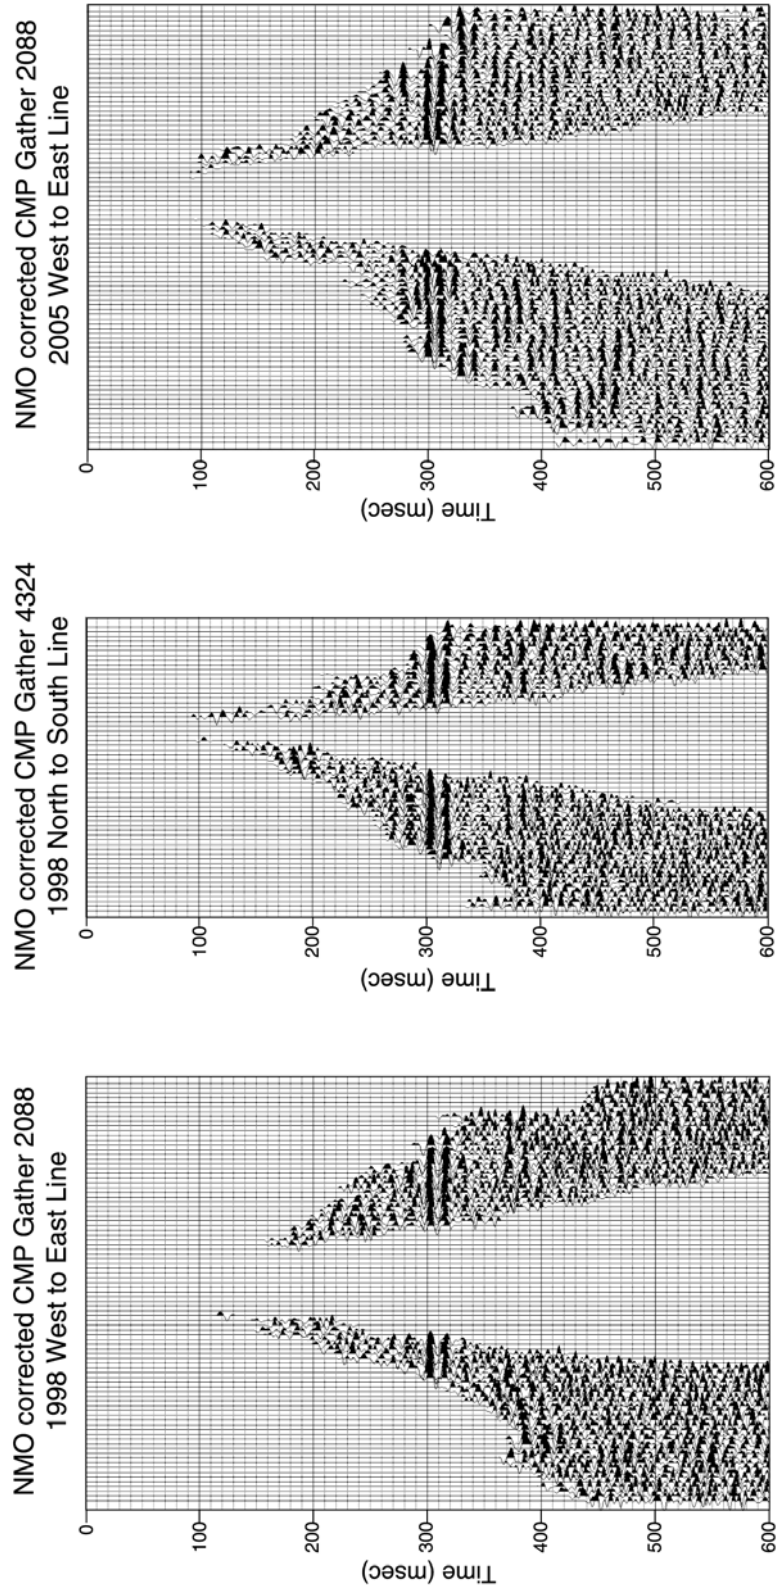 NMO corrected CMP Gather 2088
1998 West to East Line
Time (msec)
0
100
200
300
400
500
600
NMO corrected CMP Gather 4324
1998 North to South Line
Time (msec)
0
100
200
300
400
500
600
NMO corrected CMP Gather 2088
2005 West to East Line
Time (msec)
0
100
200
300
400
500
600